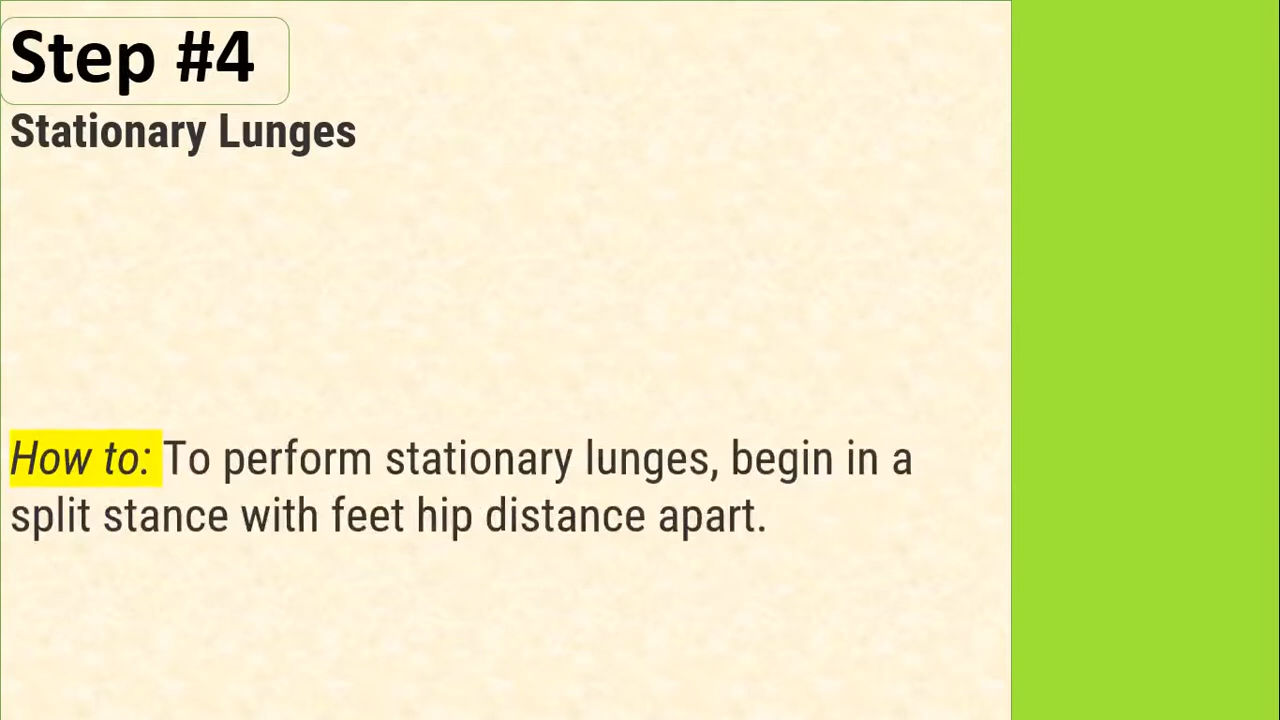 Step #4
Stationary Lunges
How to: To perform stationary lunges, begin in a
split stance with feet hip distance apart.